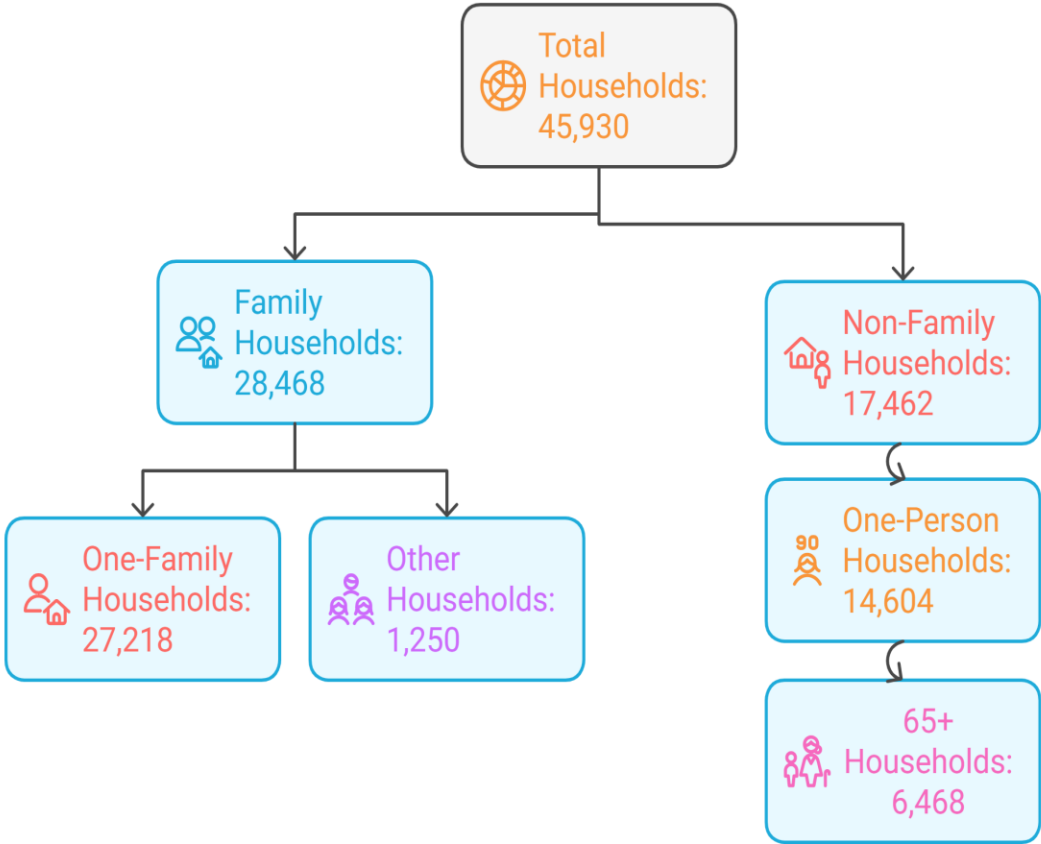 Total
Households:
45,930
Family
Households:
28,468
Non-Family
Households:
17,462
One-Family
Households:
27,218
Other
Households:
1,250
90
One-Person
Households:
14,604
65+
Households:
6,468